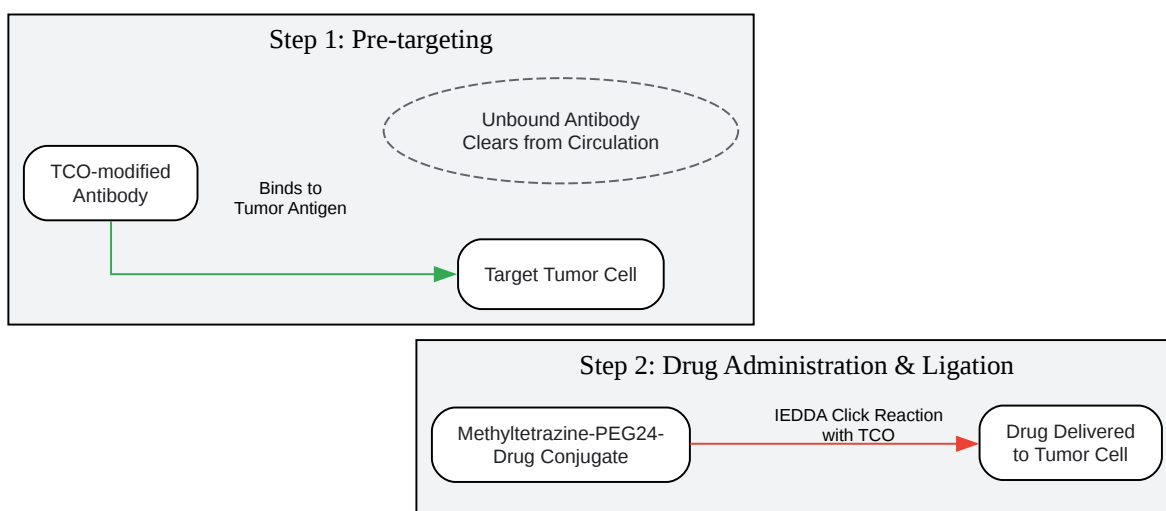 Step 1: Pre-targeting
Unbound Antibody
Clears from Circulation
TCO-modified
Antibody
Binds to
Tumor Antigen
Target Tumor Cell
Step 2: Drug Administration & Ligation
Methyltetrazine-PEG24-
Drug Conjugate
IEDDA Click Reaction
with TCO
Drug Delivered
to Tumor Cell